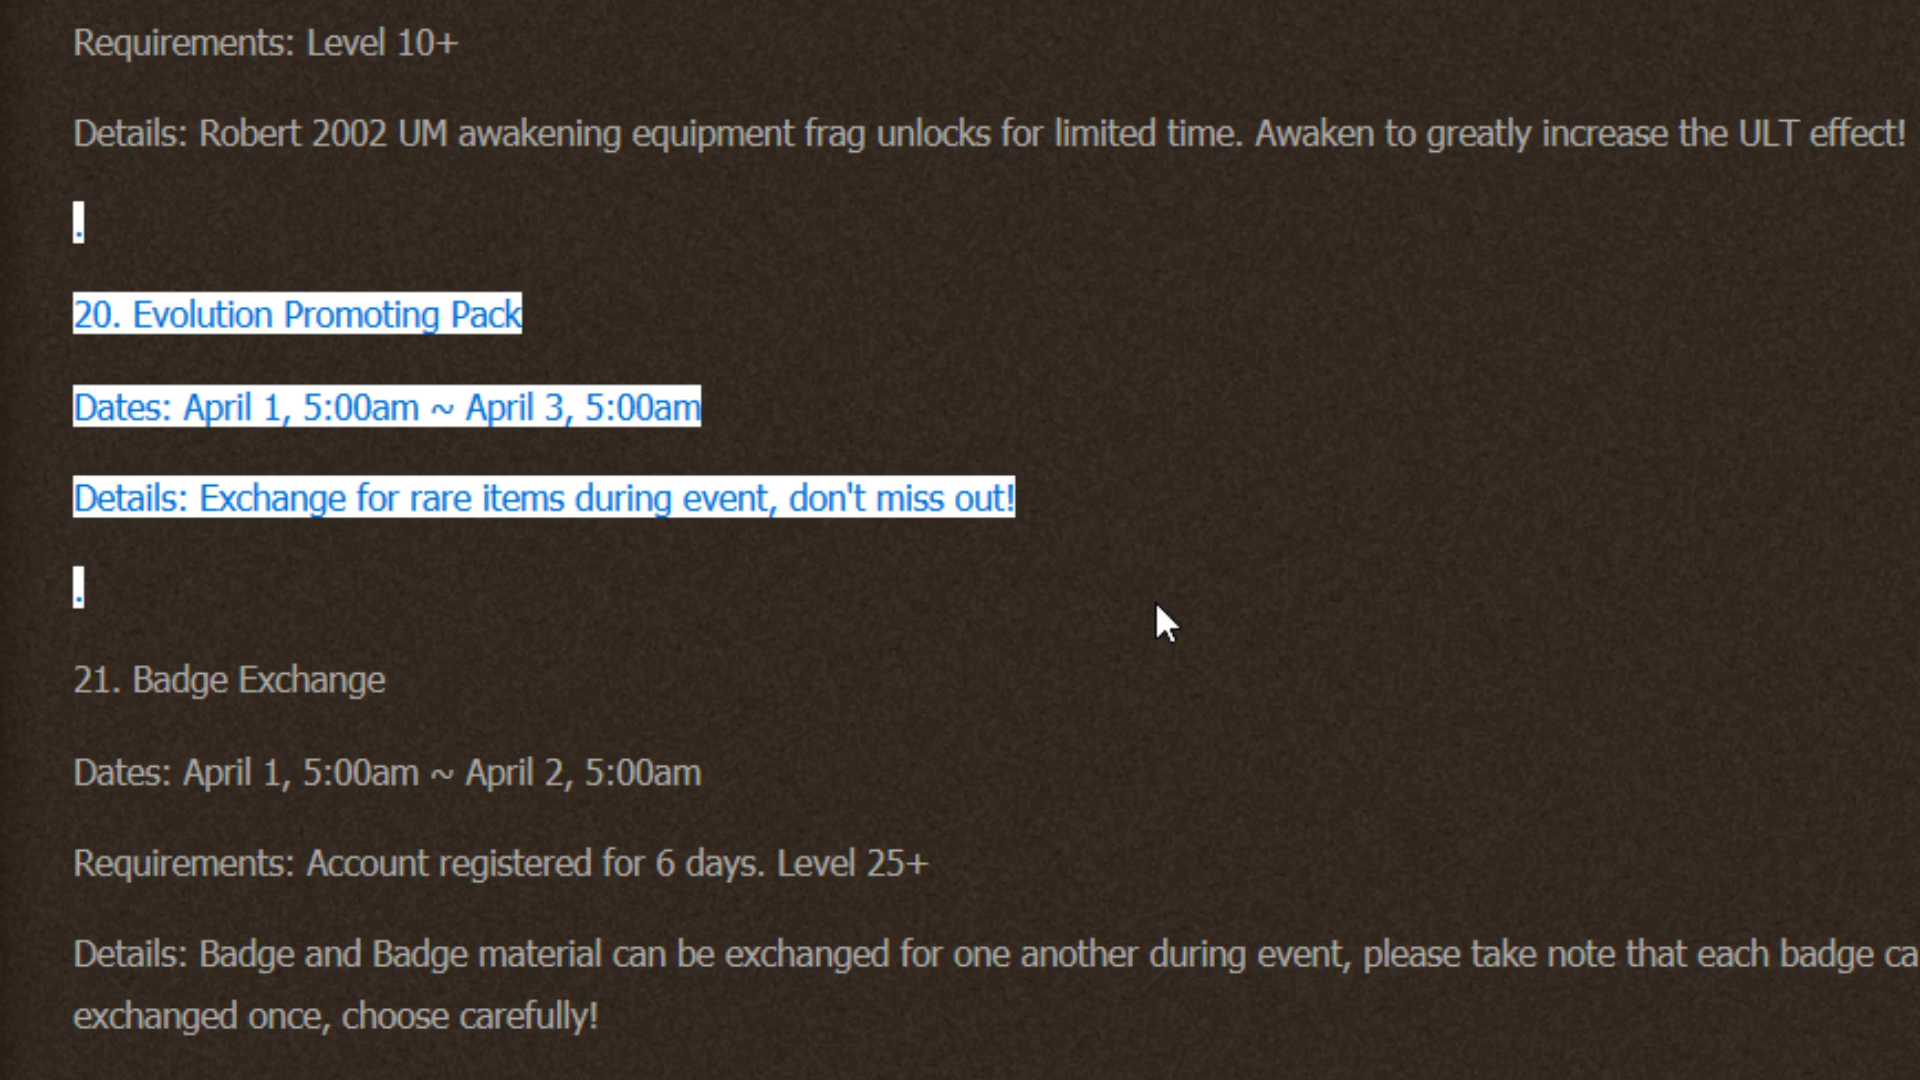 Requirements: Level 10+
Details: Robert 2002 UM awakening equipment frag unlocks for limited time. Awaken to greatly increase the ULT effect!
.
20. Evolution Promoting Pack
Dates: April 1, 5:00am ~ April 3, 5:00am
Details: Exchange for rare items during event, don't miss out!
.
21. Badge Exchange
Dates: April 1, 5:00am ~ April 2, 5:00am
Requirements: Account registered for 6 days. Level 25+
Details: Badge and Badge material can be exchanged for one another during event, please take note that each badge ca
exchanged once, choose carefully!